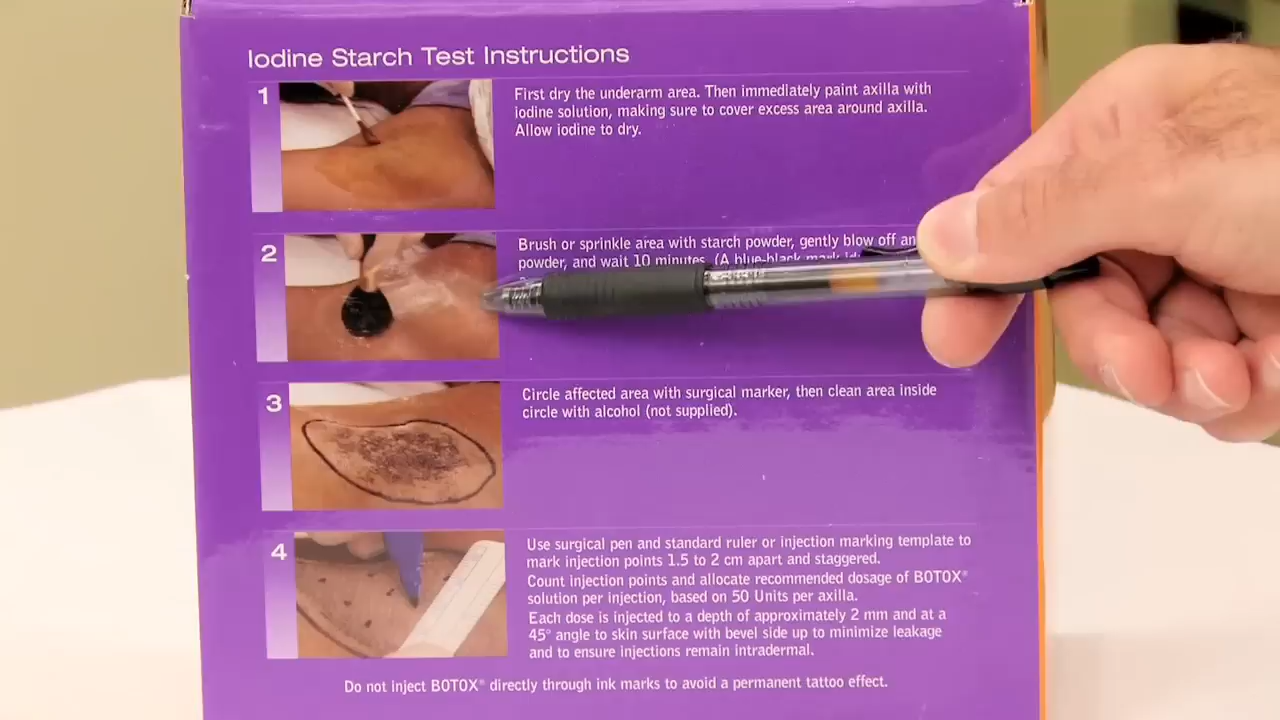 Iodine Starch Test Instructions
1
First dry the underarm area. Then immediately paint axilla with
iodine solution, making sure to cover excess area around axilla.
Allow iodine to dry.
2
Brush or sprinkle area with starch powder, gently blow off
powder, and wait 10 minutes. (A blue-black mark
3
Circle affected area with surgical marker, then clean area inside
circle with alcohol (not supplied).
4
Use surgical pen and standard ruler or injection marking template to
mark injection points 1.5 to 2 cm apart and staggered.
Count injection points and allocate recommended dosage of BOTOX®
solution per injection, based on 50 Units per axilla.
Each dose is injected to a depth of approximately 2 mm and at a
45° angle to skin surface with bevel side up to minimize leakage
and to ensure injections remain intradermal.
Do not inject BOTOX® directly through ink marks to avoid a permanent tattoo effect.